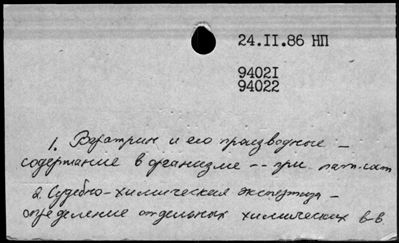 24.II.86 НП
94021
94022
1. Вератрин и его производные –
содержание в организме -- при
2. Судебно-химическая экспертиза –
определение отдельных химических в-в